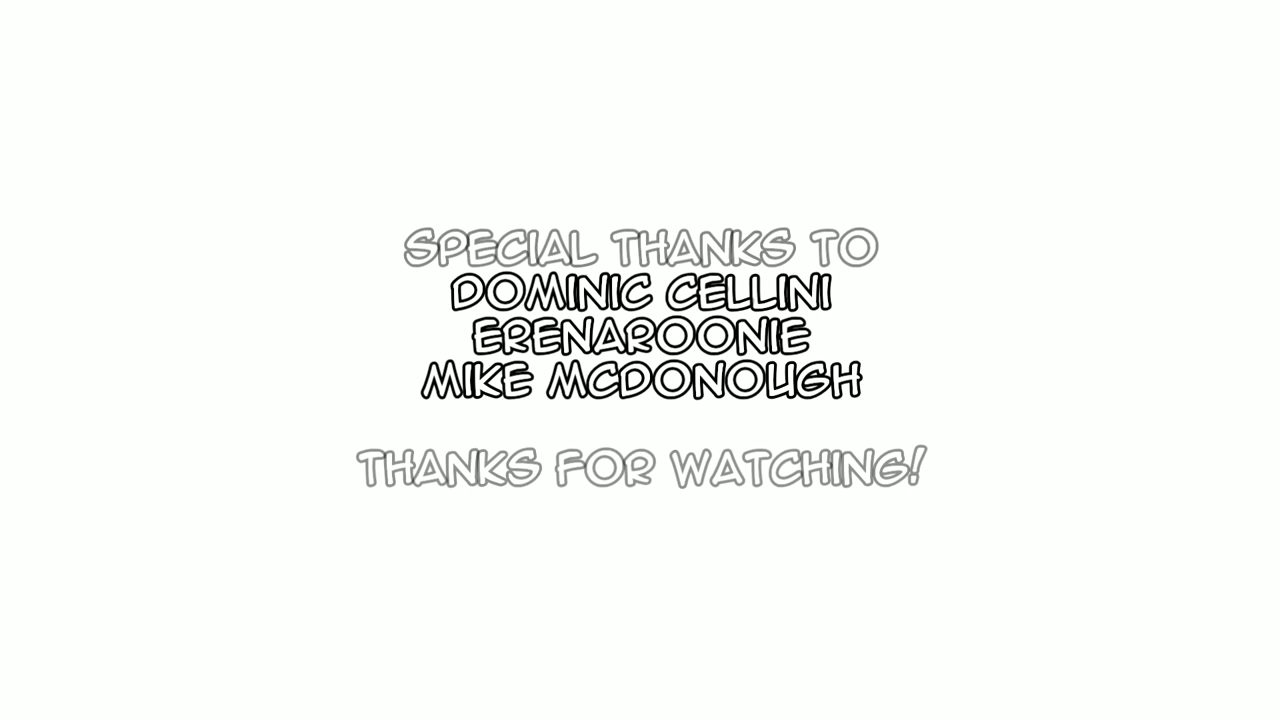 SPECIAL THANKS TO
DOMINIC CELLINI
ERENAROONIE
MIKE MCDONOUGH
THANKS FOR WATCHING!